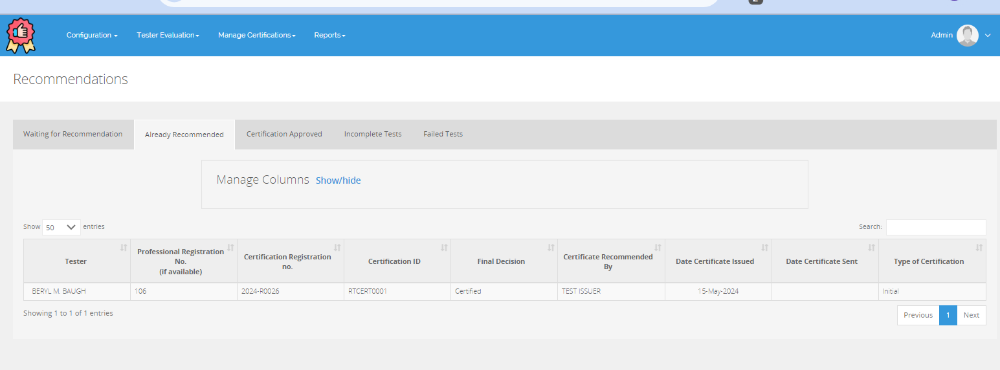 Configuration Tester Evaluation Manage Certifications Reports Admin
Recommendations
Waiting for Recommendation Already Recommended Certification Approved Incomplete Tests Failed Tests
Manage Columns Show/hide
Show 50 entries Search:
Tester
Professional Registration
No.
(if available)
Certification Registration
no.
Certification ID
Final Decision
Certificate Recommended
By
Date Certificate Issued
Date Certificate Sent
Type of Certification
BERYL M. BAUGH 106 2024-R0026 RTCERT0001 Certified TEST ISSUER 15-May-2024 Initial
Showing 1 to 1 of 1 entries
Previous 1 Next